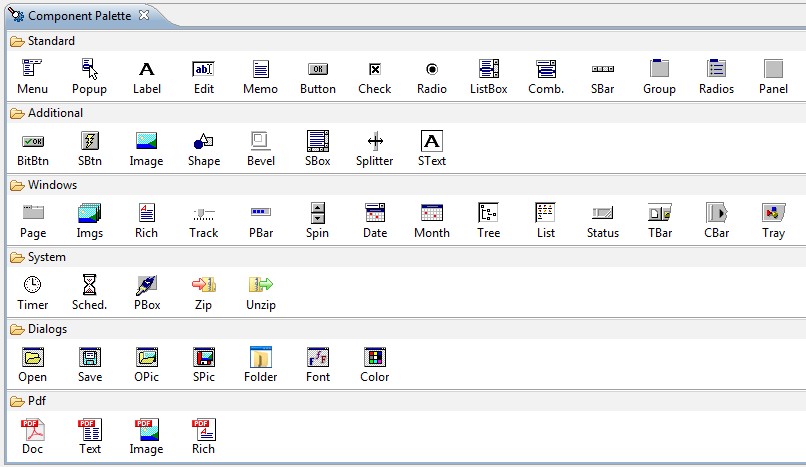 Component Palette
Standard
Menu Popup Label Edit Memo Button Check Radio ListBox Comb. SBar Group Radios Panel
Additional
BitBtn SBtn Image Shape Bevel SBox Splitter SText
Windows
Page Imgs Rich Track PBar Spin Date Month Tree List Status TBar CBar Tray
System
Timer Sched. PBox Zip Unzip
Dialogs
Open Save OPic SPic Folder Font Color
Pdf
Doc Text Image Rich